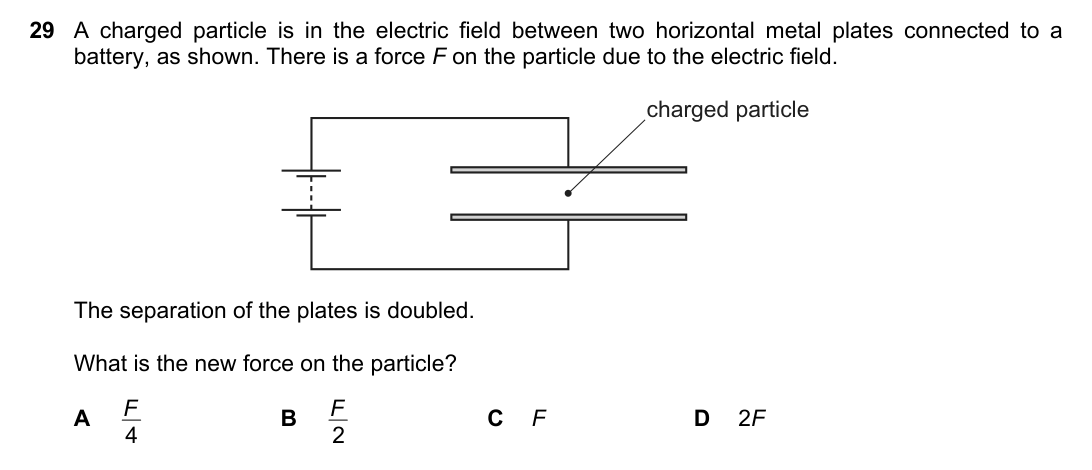 29 A charged particle is in the electric field between two horizontal metal plates connected to a
battery, as shown. There is a force F on the particle due to the electric field.
charged particle
The separation of the plates is doubled.
What is the new force on the particle?
A F/4 B F/2 C F D 2F